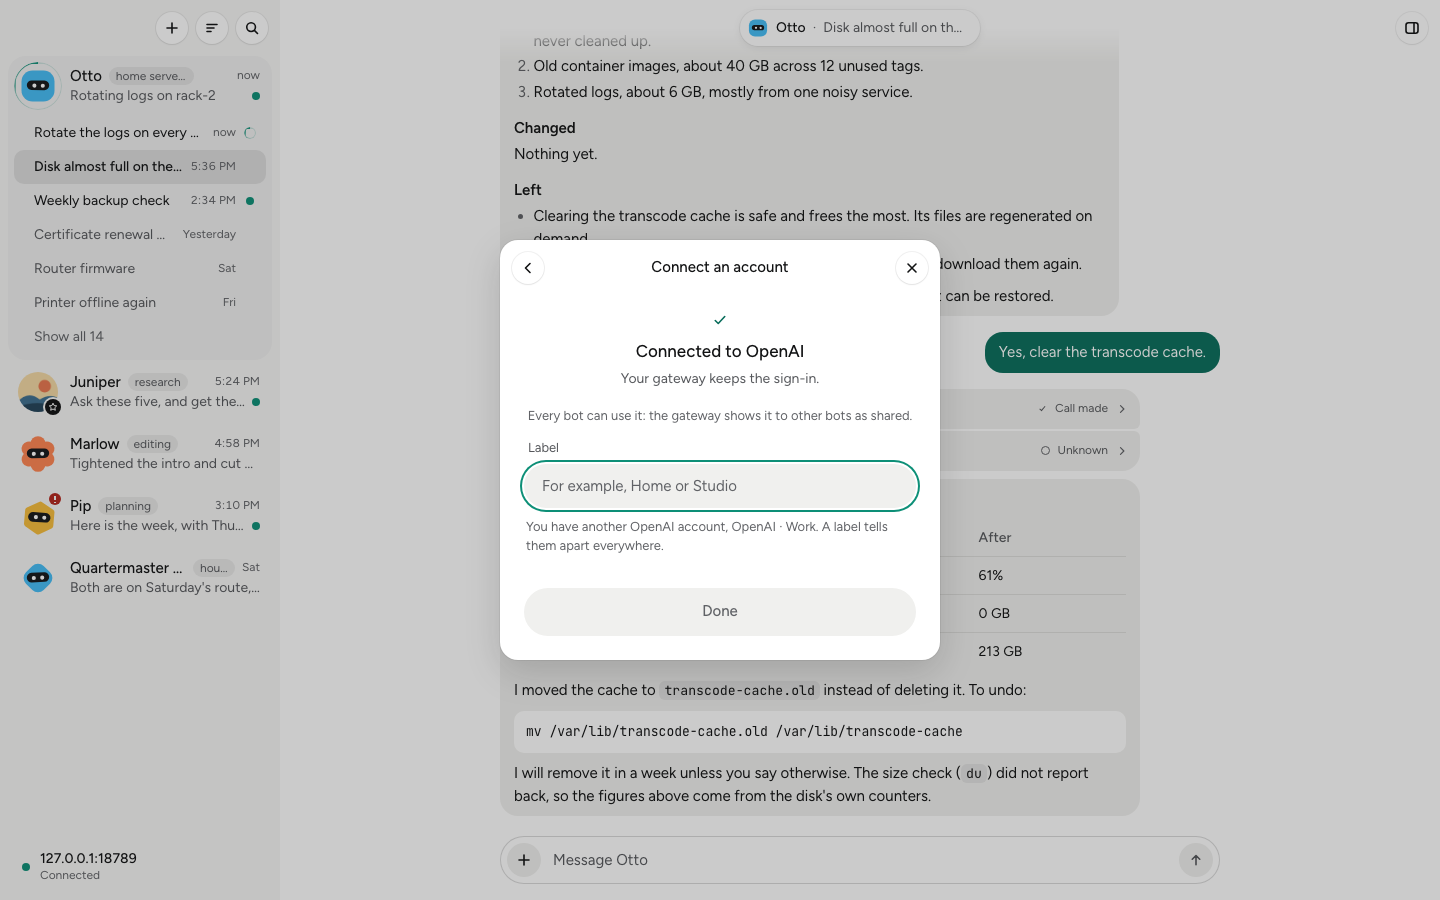 Otto
home serve...
now
Rotating logs on rack-2
Rotate the logs on every ...
now
Disk almost full on the...
5:36 PM
Weekly backup check
2:34 PM
Certificate renewal ...
Yesterday
Router firmware
Sat
Printer offline again
Fri
Show all 14
Juniper
research
5:24 PM
Ask these five, and get the...
Marlow
editing
4:58 PM
Tightened the intro and cut ...
Pip
planning
3:10 PM
Here is the week, with Thu...
Quartermaster ...
hou...
Sat
Both are on Saturday's route,...
127.0.0.1:18789
Connected
Otto · Disk almost full on th...
never cleaned up.
2. Old container images, about 40 GB across 12 unused tags.
3. Rotated logs, about 6 GB, mostly from one noisy service.
Changed
Nothing yet.
Left
• Clearing the transcode cache is safe and frees the most. Its files are regenerated on
demand.
download them again.
can be restored.
Yes, clear the transcode cache.
Call made
Unknown
Connect an account
Connected to OpenAI
Your gateway keeps the sign-in.
Every bot can use it: the gateway shows it to other bots as shared.
Label
For example, Home or Studio
You have another OpenAI account, OpenAI · Work. A label tells
them apart everywhere.
Done
After
61%
0 GB
213 GB
I moved the cache to transcode-cache.old instead of deleting it. To undo:
mv /var/lib/transcode-cache.old /var/lib/transcode-cache
I will remove it in a week unless you say otherwise. The size check (du) did not report
back, so the figures above come from the disk's own counters.
Message Otto